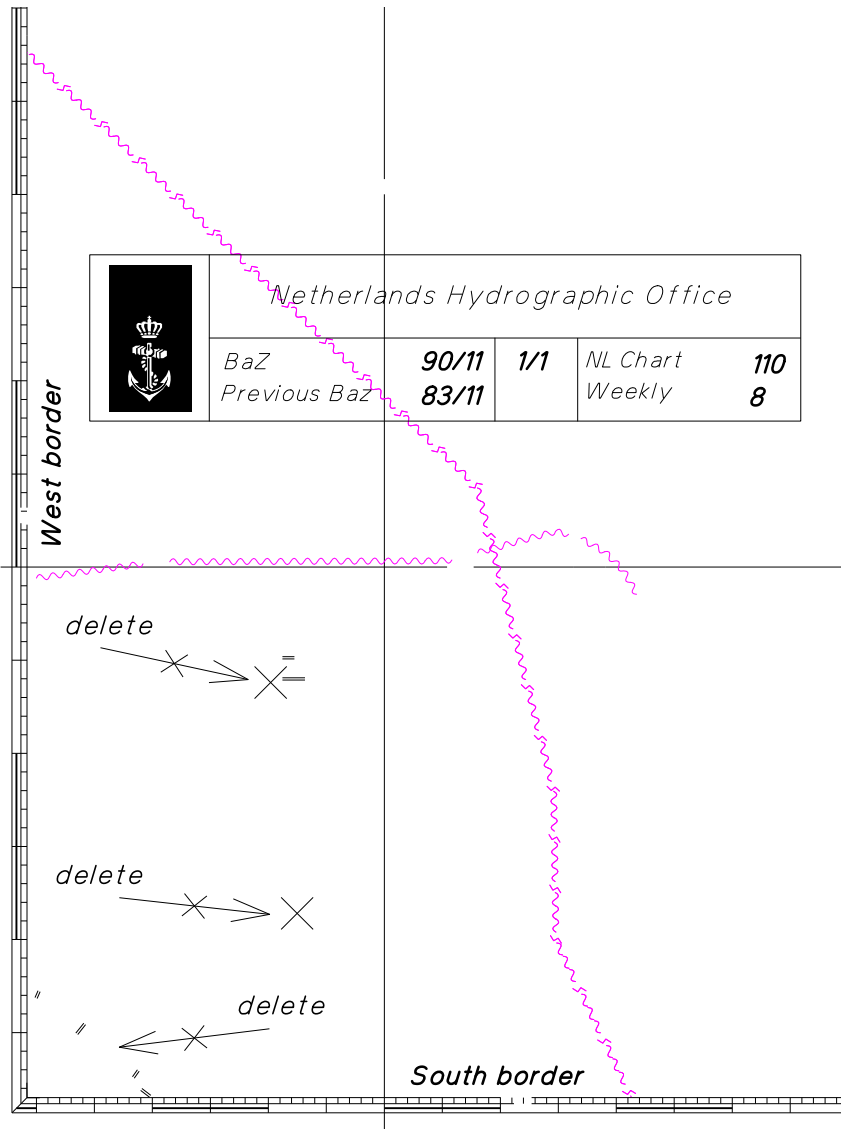 Netherlands Hydrographic Office
BaZ 90/11 1/1 NL Chart 110
Previous Baz 83/11 Weekly 8
West border
delete
delete
delete
South border